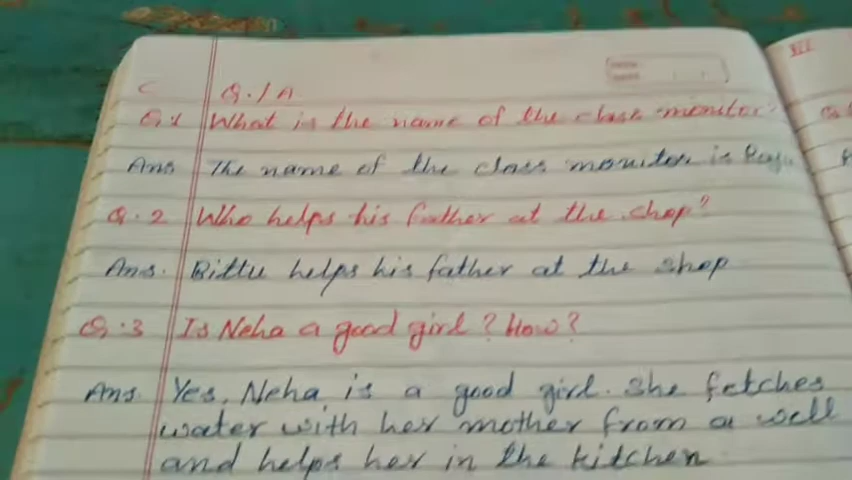 C Q.1A
Q.1 What is the name of the class monitor?
Ans The name of the class moniter is Raju
Q.2 Who helps his father at the shop?
Ans. Bittu helps his father at the shop
Q.3 Is Neha a good girl? How?
Ans. Yes, Neha is a good girl. She fetches
water with her mother from a well
and helps her in the kitchen